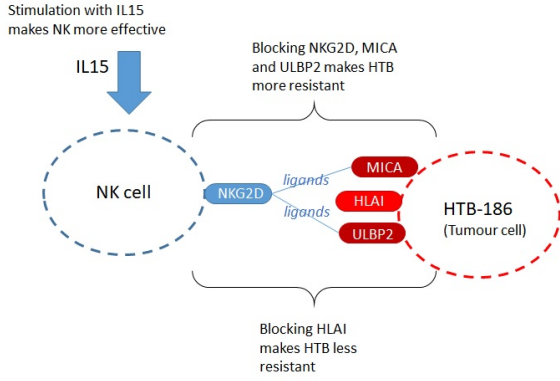 Stimulation with IL15
makes NK more effective
IL15
Blocking NKG2D, MICA
and ULBP2 makes HTB
more resistant
NK cell
NKG2D
ligands
ligands
MICA
HLAI
ULBP2
HTB-186
(Tumour cell)
Blocking HLAI
makes HTB less
resistant